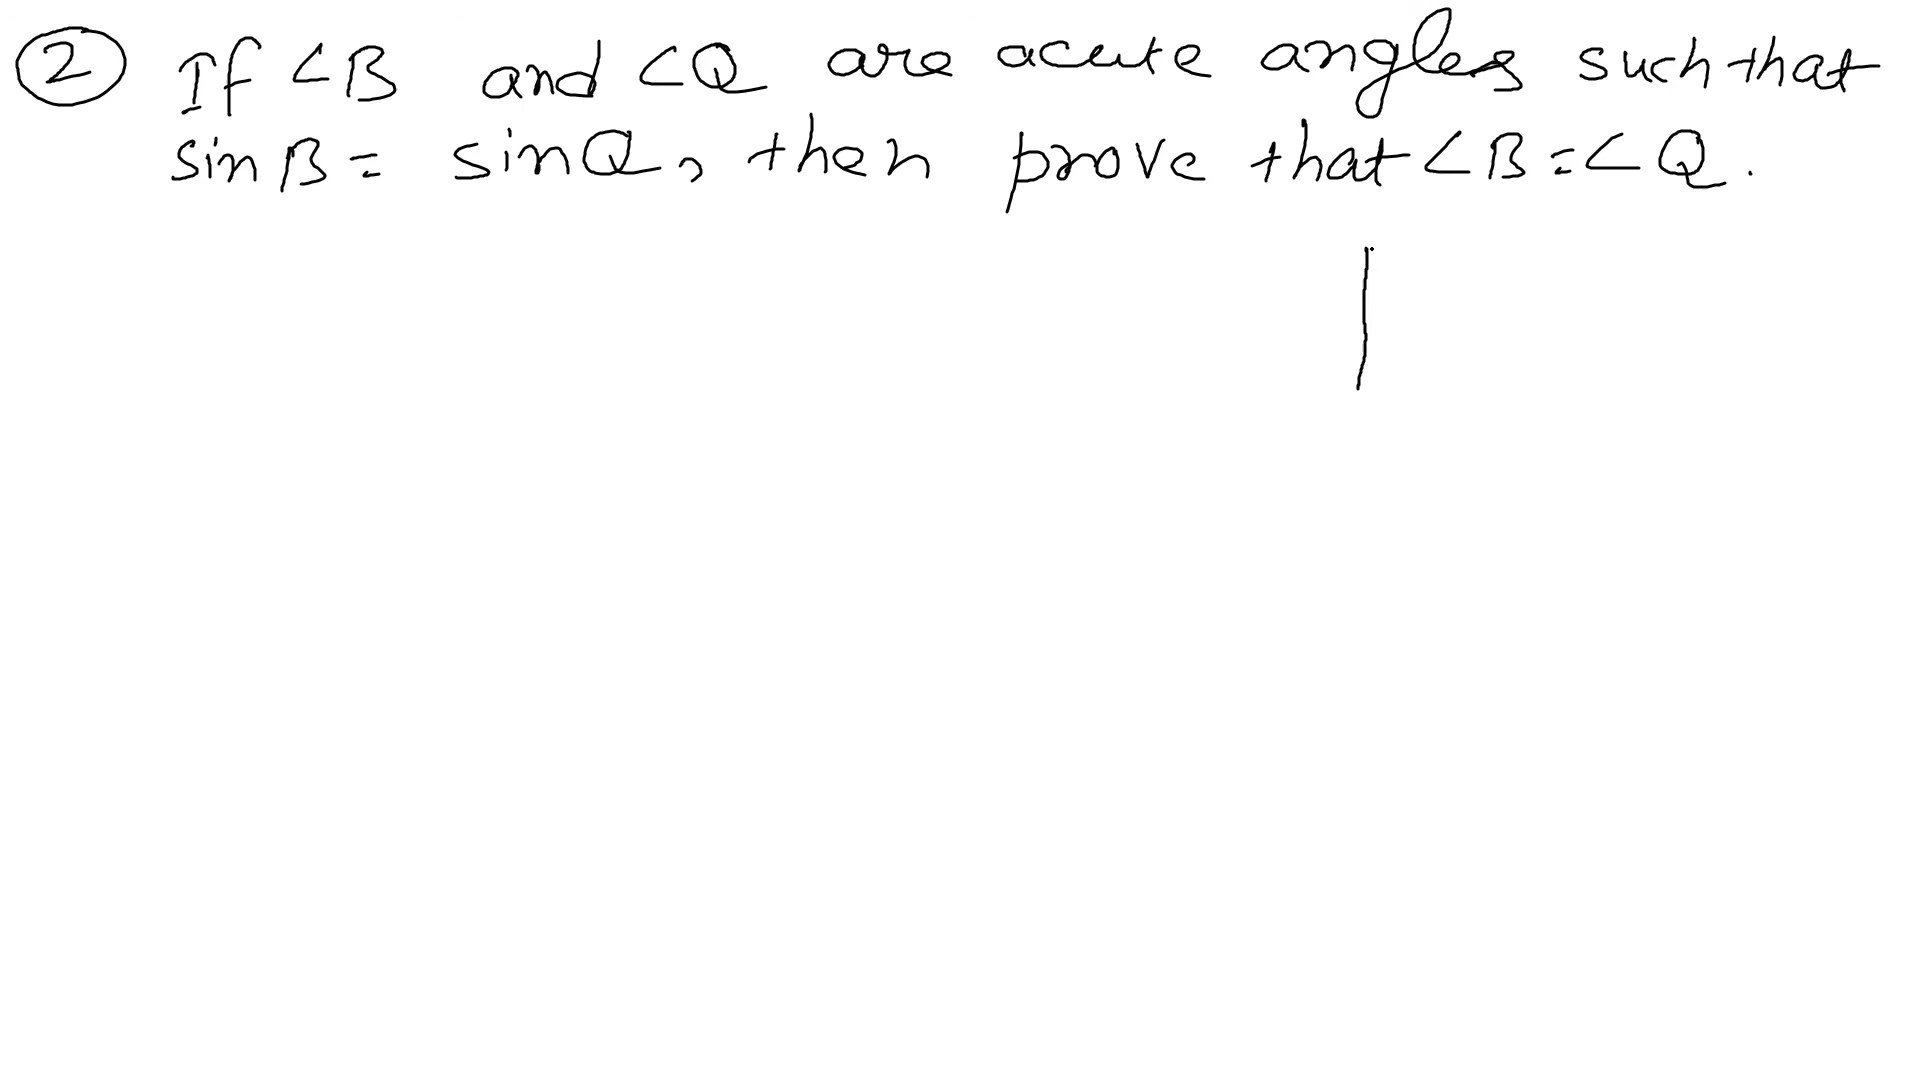 2 If ∠B and ∠Q are acute angles such that
sin B = sin Q, then prove that ∠B = ∠Q.